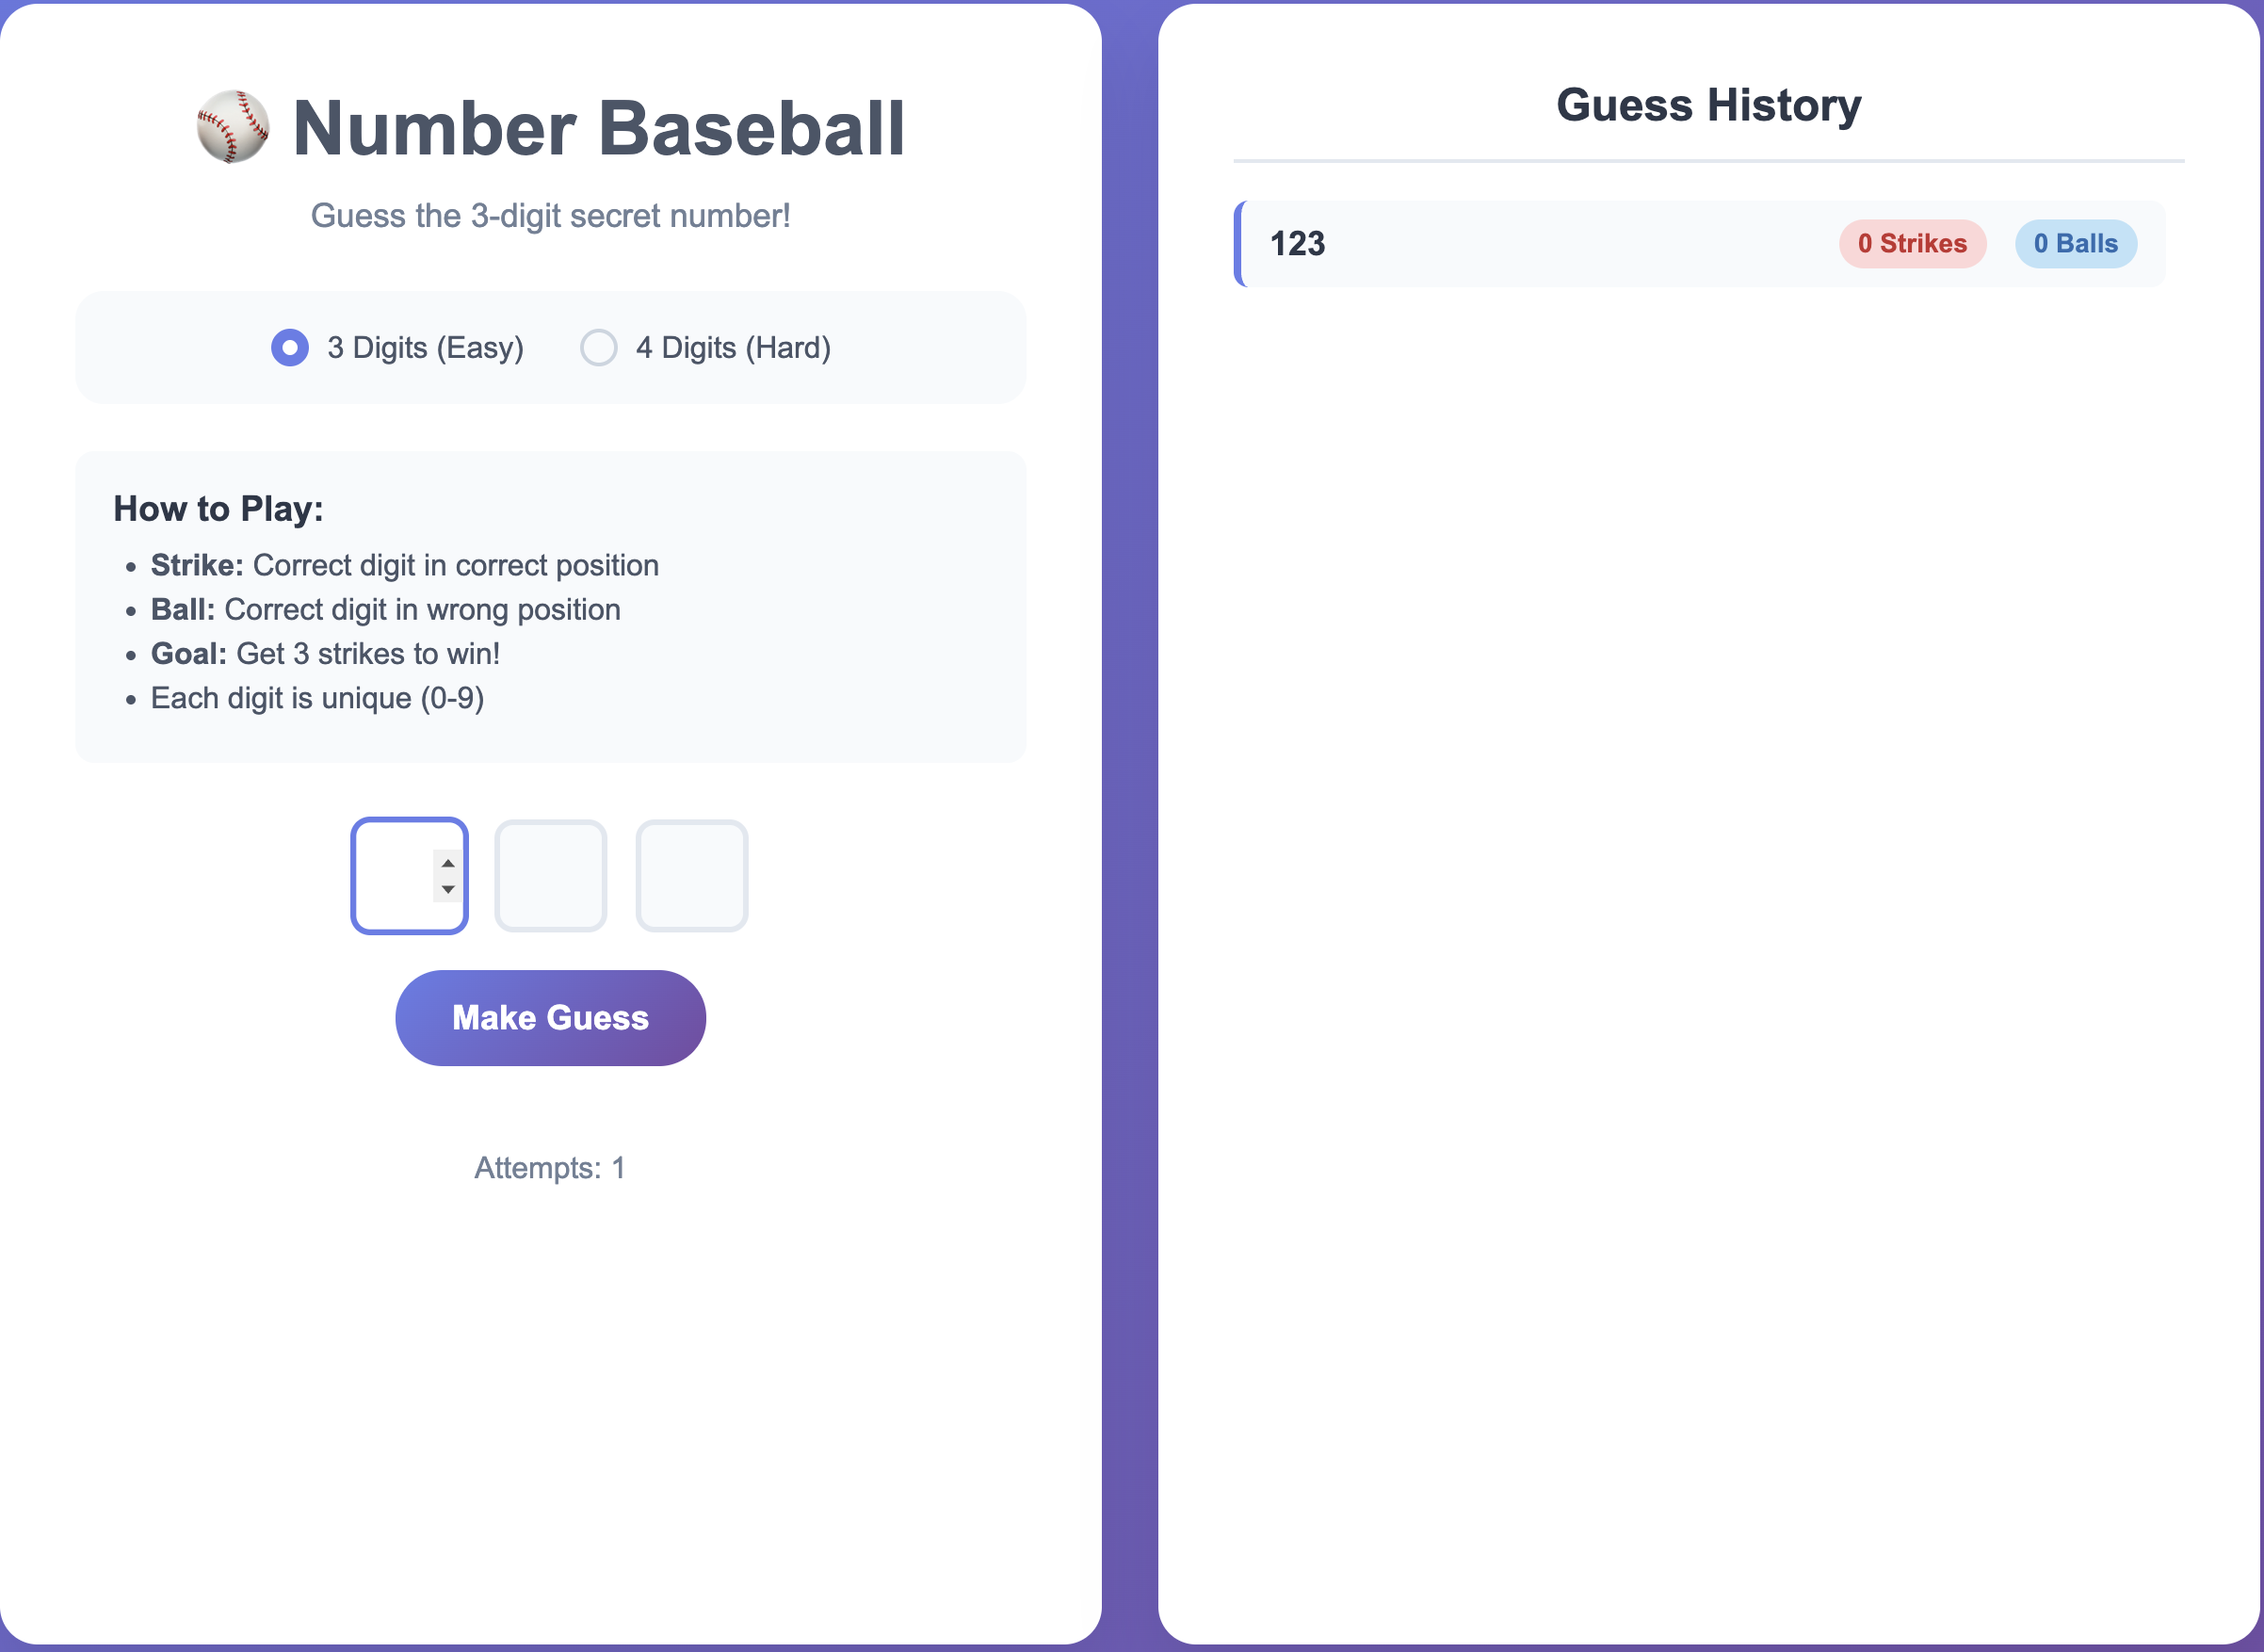 Number Baseball
Guess the 3-digit secret number!
3 Digits (Easy)
4 Digits (Hard)
How to Play:
• Strike: Correct digit in correct position
• Ball: Correct digit in wrong position
• Goal: Get 3 strikes to win!
• Each digit is unique (0-9)
Make Guess
Attempts: 1
Guess History
123 0 Strikes 0 Balls